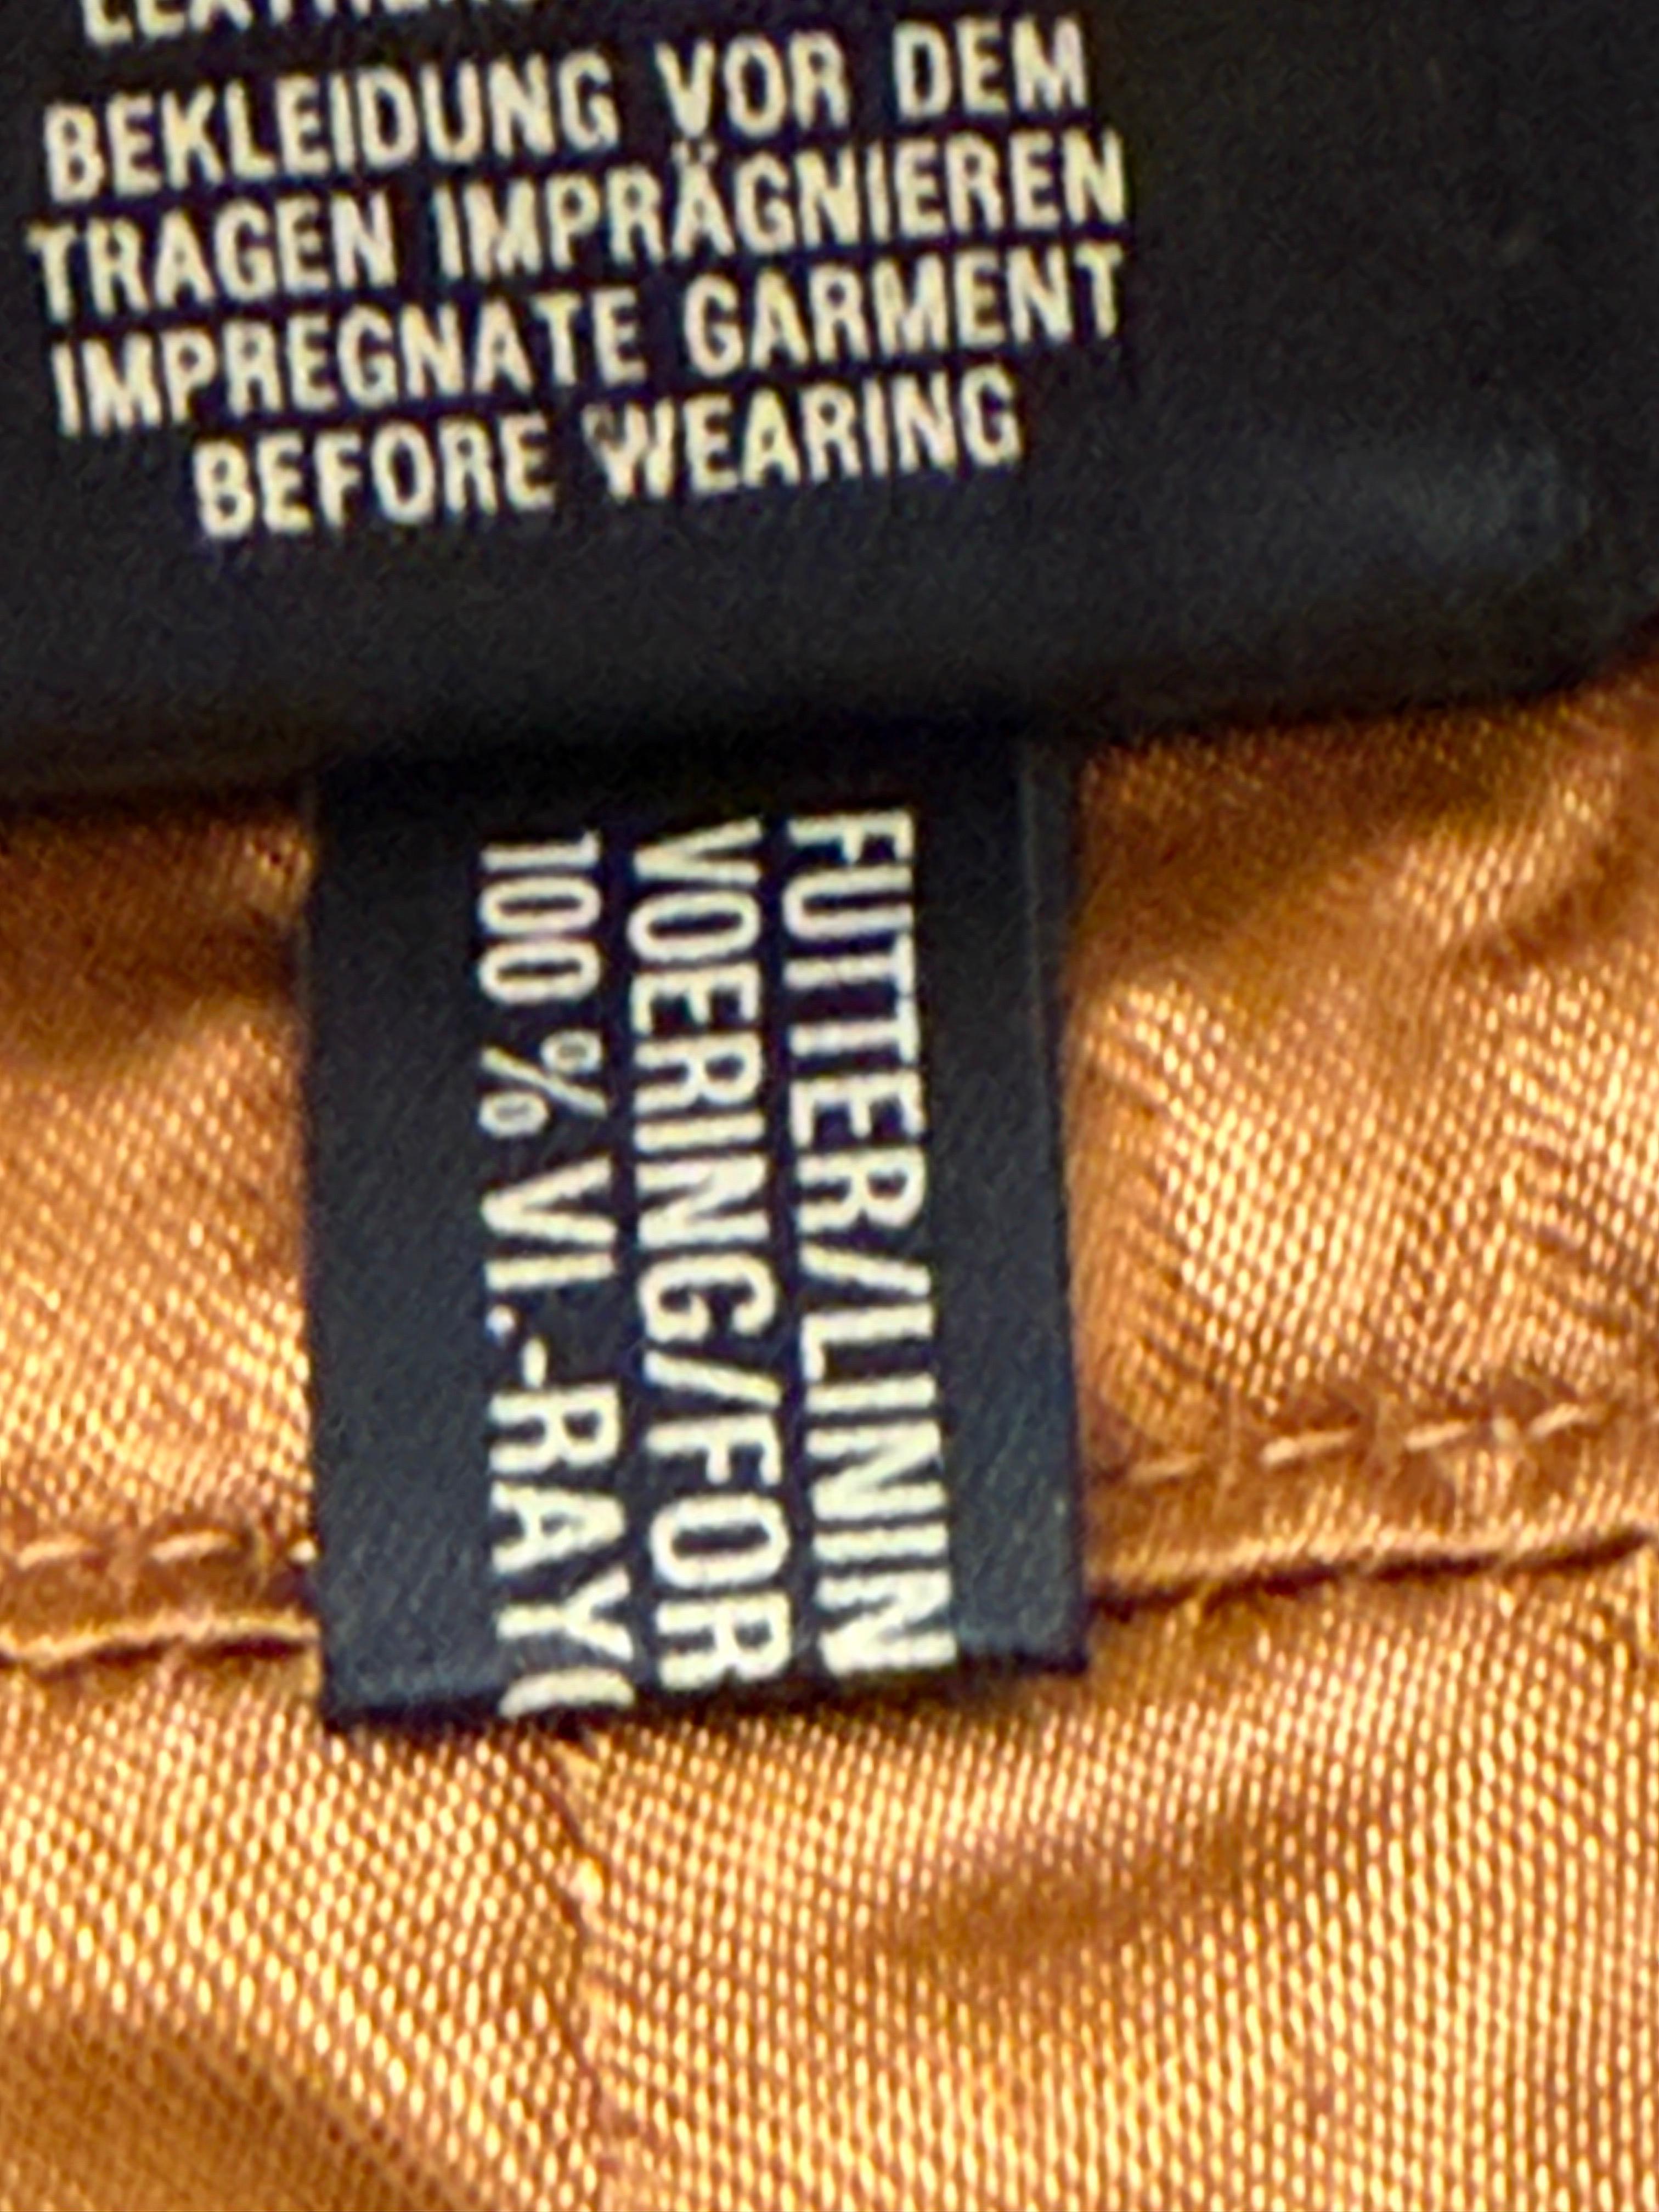 BEKLEIDUNG VOR DEM
TRAGEN IMPRÄGNIEREN
IMPREGNATE GARMENT
BEFORE WEARING
FUTTER/LININ
VOERING/FOR
100% VI.-RAY